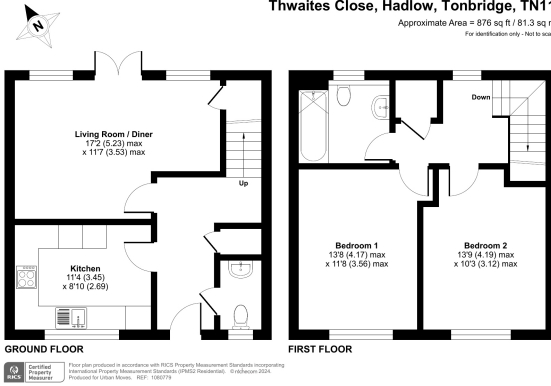 Thwaites Close, Hadlow, Tonbridge, TN11
Approximate Area = 876 sq ft / 81.3 sq m
For identification only - Not to sca
N
Living Room / Diner
17'2 (5.23) max
x 11'7 (3.53) max
Up
Kitchen
11'4 (3.45)
x 8'10 (2.69)
GROUND FLOOR
Down
Bedroom 1
13'8 (4.17) max
x 11'8 (3.56) max
Bedroom 2
13'9 (4.19) max
x 10'3 (3.12) max
FIRST FLOOR
RICS
Certified
Property
Measurer
Floor plan produced in accordance with RICS Property Measurement Standards incorporating
International Property Measurement Standards (IPMS2 Residential). © nichecom 2024.
Produced for Urban Moves. REF: 1080779